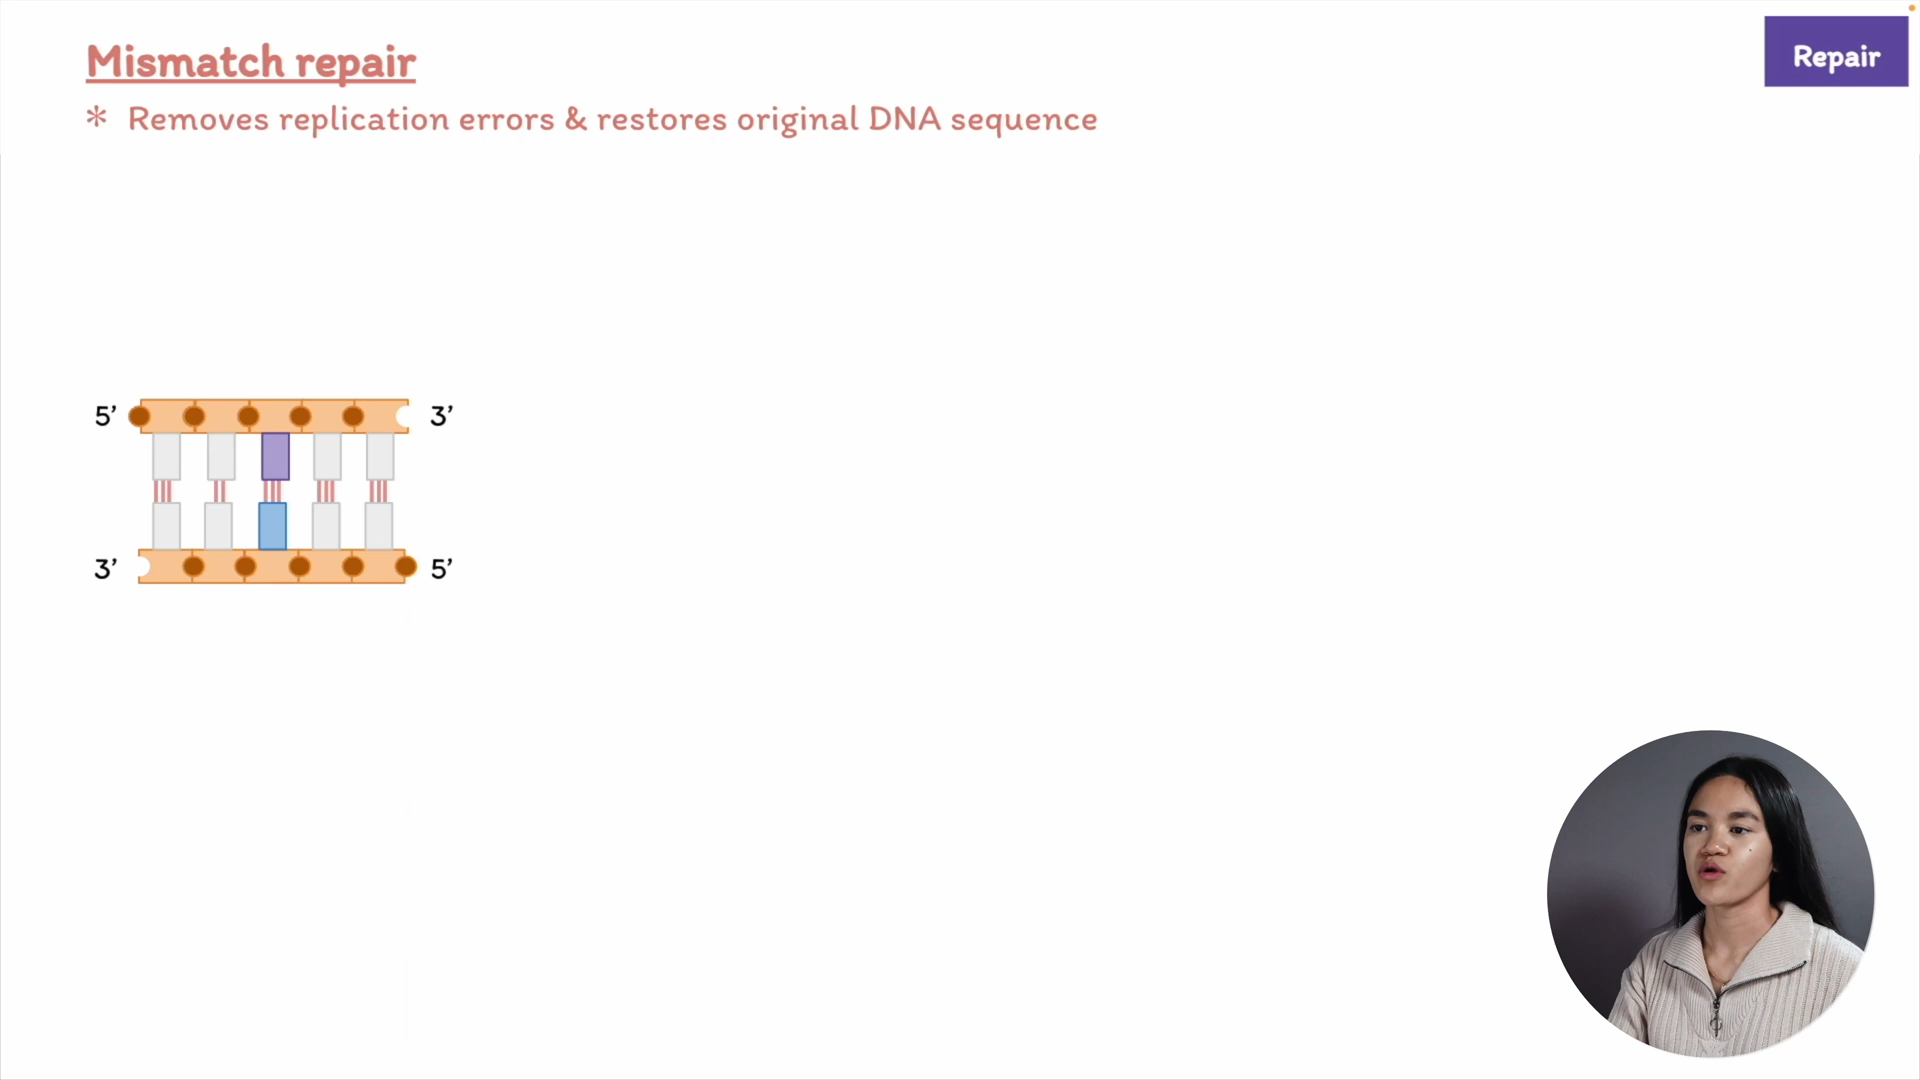 Mismatch repair
Repair
* Removes replication errors & restores original DNA sequence
5’ 3’
3’ 5’